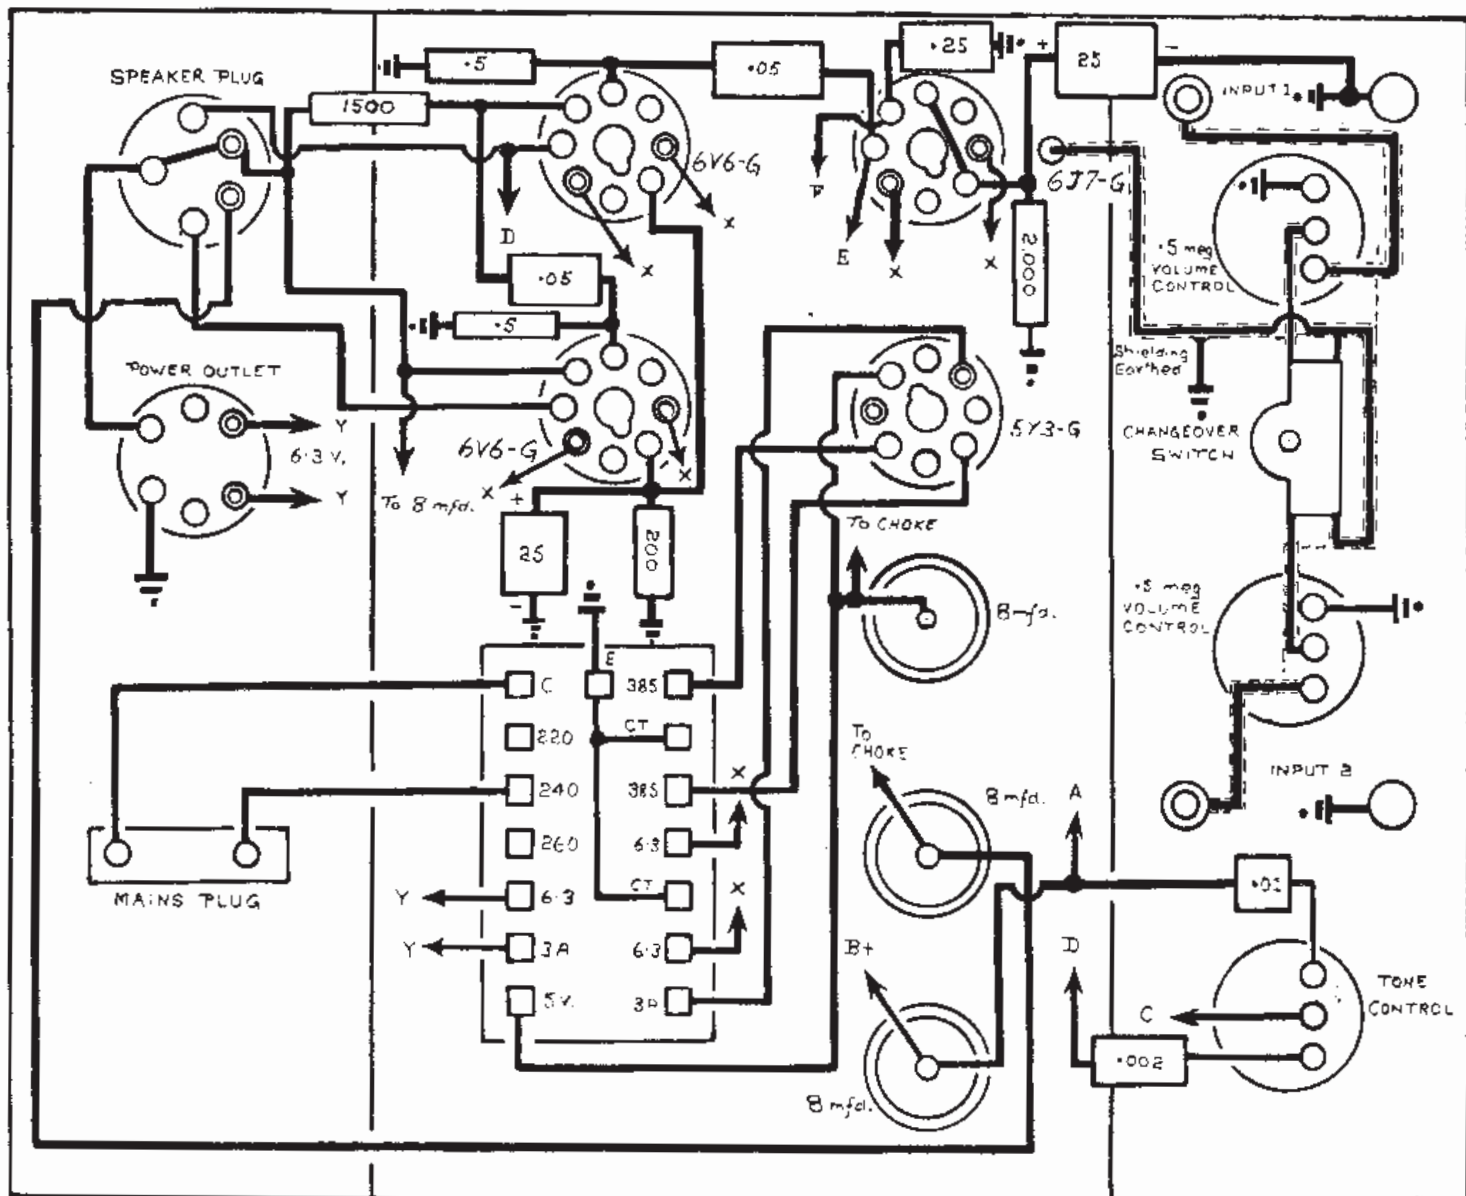 SPEAKER PLUG
.5
.05
.25
+
25
-
INPUT 1
1500
6V6-G
6J7-G
X
D
F
E
X
X
X
2,000
.5 meg
VOLUME
CONTROL
.05
.5
Shielding
Earthed
POWER OUTLET
Y
6.3 V.
Y
6V6-G
X
X
To 8 mfd.
5Y3-G
CHANGEOVER
SWITCH
+
25
-
200
TO CHOKE
8 mfd.
.5 meg
VOLUME
CONTROL
E
C
385
220
CT
240
385
X
260
6.3
6.3
CT
X
Y
3A
6.3
Y
5V.
3A
TO
CHOKE
8 mfd.
A
INPUT 2
B+
D
C
TONE
CONTROL
.002
8 mfd.
MAINS PLUG